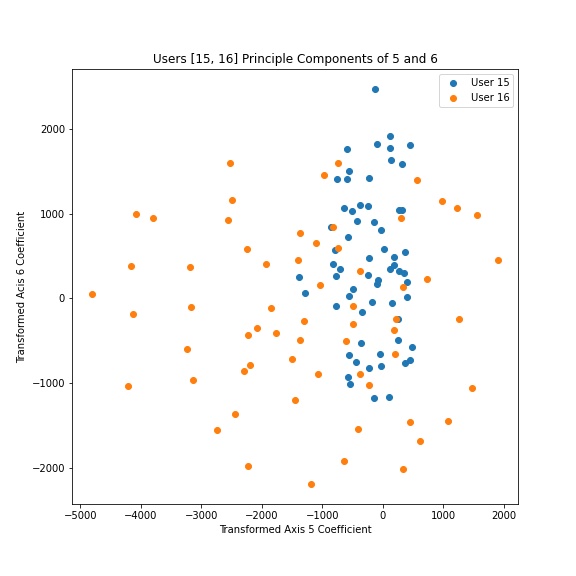 Users [15, 16] Principle Components of 5 and 6
User 15
User 16
2000
1000
0
−1000
−2000
Transformed Acis 6 Coefficient
−5000 −4000 −3000 −2000 −1000 0 1000 2000
Transformed Axis 5 Coefficient